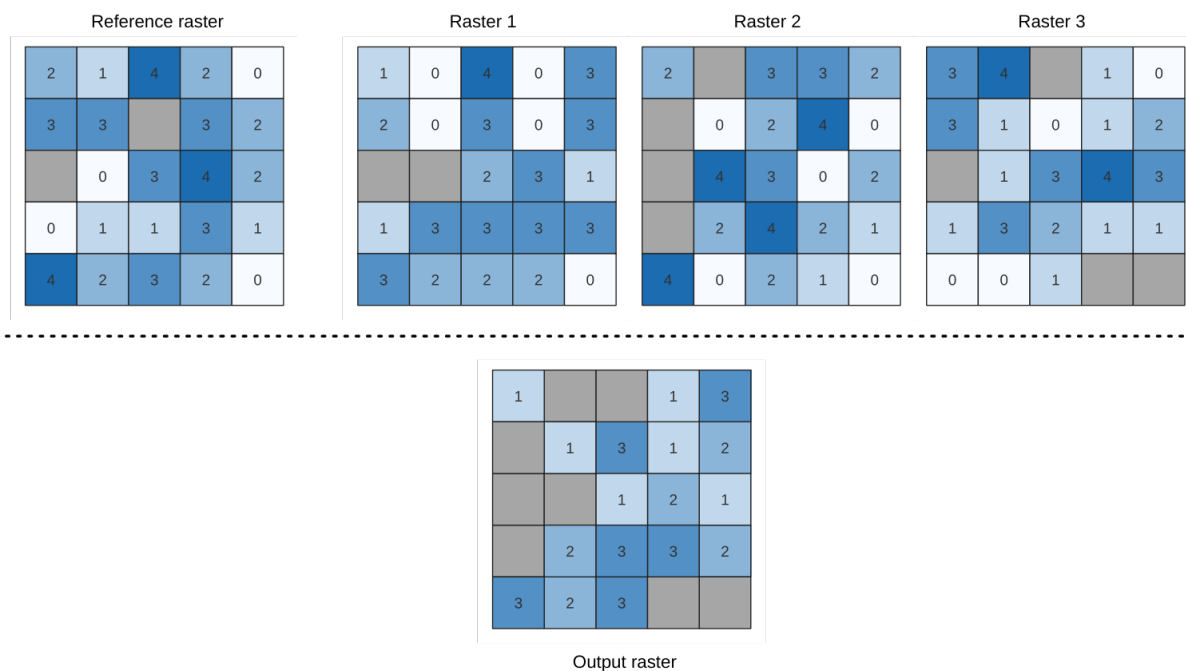 Reference raster Raster 1 Raster 2 Raster 3
2 1 4 2 0 1 0 4 0 3 2 3 3 2 3 4 1 0
3 3 3 2 2 0 3 0 3 0 2 4 0 3 1 0 1 2
0 3 4 2 2 3 1 4 3 0 2 1 3 4 3
0 1 1 3 1 1 3 3 3 3 2 4 2 1 1 3 2 1 1
4 2 3 2 0 3 2 2 2 0 4 0 2 1 0 0 0 1
1 1 3
1 3 1 2
1 2 1
2 3 3 2
3 2 3
Output raster